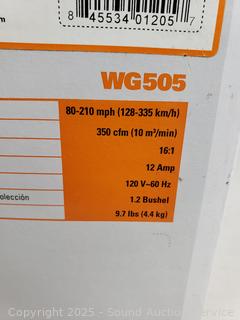 8 45534 01205 7
WG505
80-210 mph (128-335 km/h)
350 cfm (10 m³/min)
16:1
12 Amp
120 V~60 Hz
olección 1.2 Bushel
9.7 lbs (4.4 kg)
Copyright 2025 - Sound Auction Service